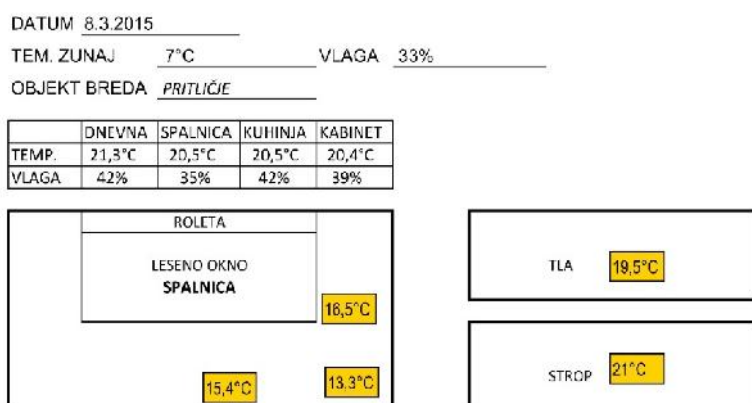 DATUM 8.3.2015
TEM. ZUNAJ 7°C VLAGA 33%
OBJEKT BREDA PRITLIČJE
DNEVNA SPALNICA KUHINJA KABINET
TEMP. 21,3°C 20,5°C 20,5°C 20,4°C
VLAGA 42% 35% 42% 39%
ROLETA
LESENO OKNO
SPALNICA
16,5°C
15,4°C 13,3°C
TLA 19,5°C
STROP 21°C